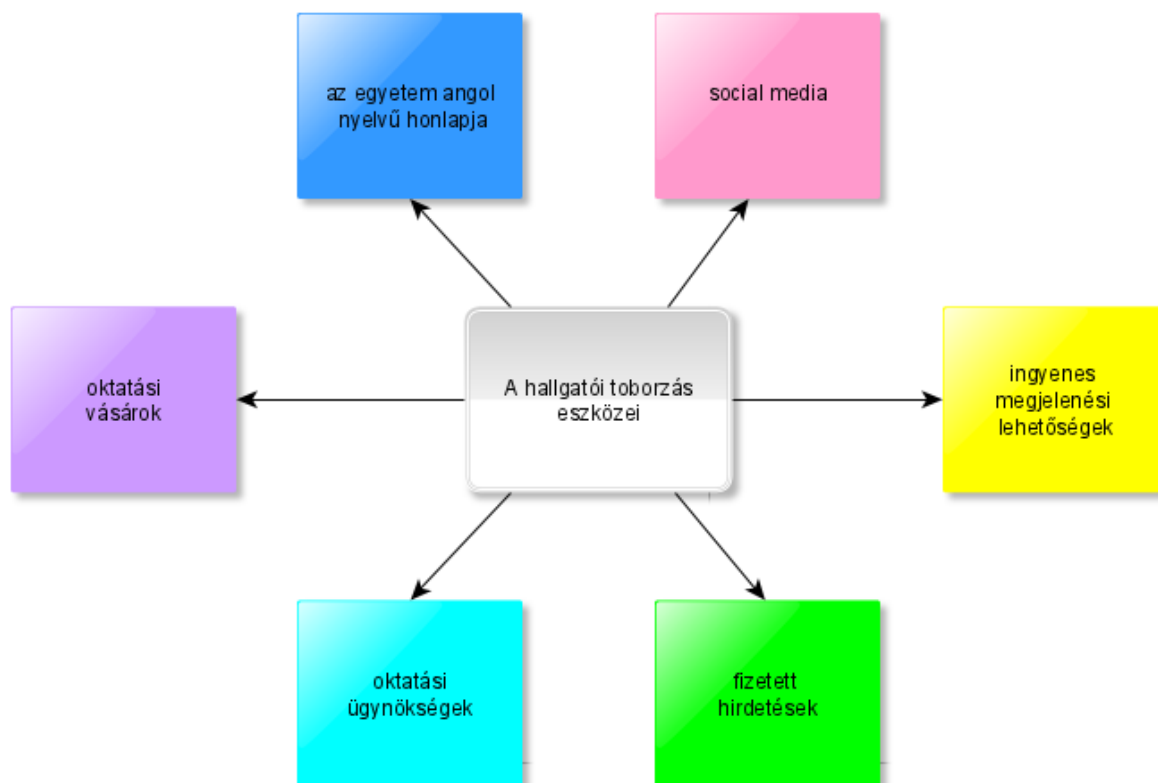 az egyetem angol
nyelvű honlapja
social media
oktatási
vásárok
A hallgatói toborzás
eszközei
ingyenes
megjelenési
lehetőségek
oktatási
ügynökségek
fizetett
hirdetések